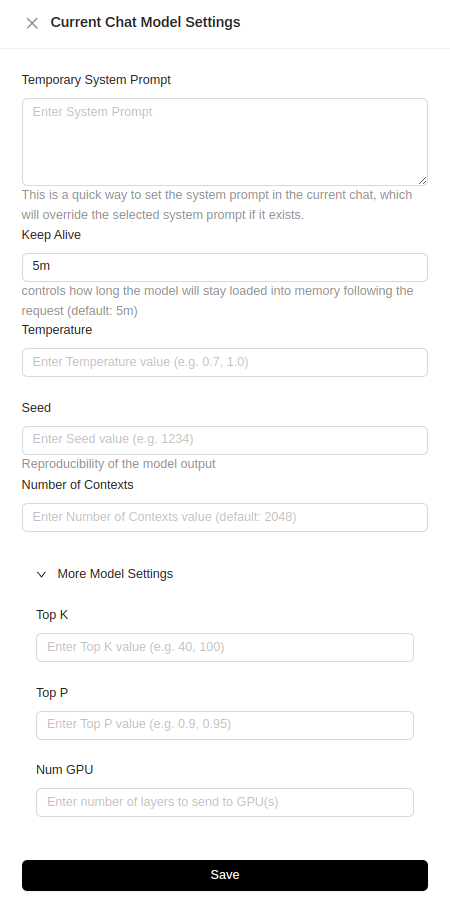 Current Chat Model Settings
Temporary System Prompt
Enter System Prompt
This is a quick way to set the system prompt in the current chat, which
will override the selected system prompt if it exists.
Keep Alive
5m
controls how long the model will stay loaded into memory following the
request (default: 5m)
Temperature
Enter Temperature value (e.g. 0.7, 1.0)
Seed
Enter Seed value (e.g. 1234)
Reproducibility of the model output
Number of Contexts
Enter Number of Contexts value (default: 2048)
More Model Settings
Top K
Enter Top K value (e.g. 40, 100)
Top P
Enter Top P value (e.g. 0.9, 0.95)
Num GPU
Enter number of layers to send to GPU(s)
Save